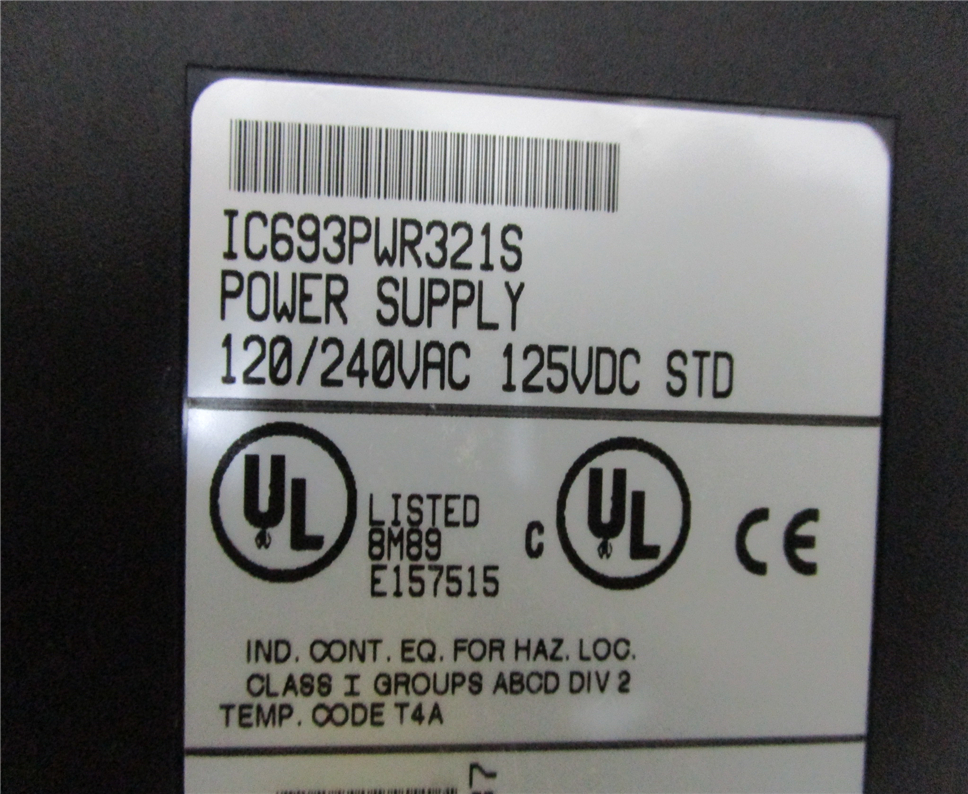 IC693PWR321S
POWER SUPPLY
120/240VAC 125VDC STD
UL
LISTED
8M89
E157515
C UL CE
IND. CONT. EQ. FOR HAZ. LOC.
CLASS I GROUPS ABCD DIV 2
TEMP. CODE T4A